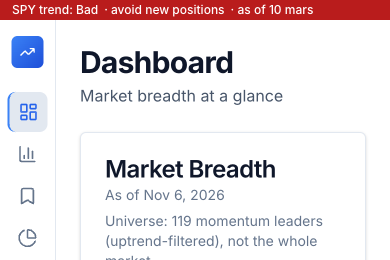 SPY trend: Bad · avoid new positions · as of 10 mars
Dashboard
Market breadth at a glance
Market Breadth
As of Nov 6, 2026
Universe: 119 momentum leaders
(uptrend-filtered), not the whole
market